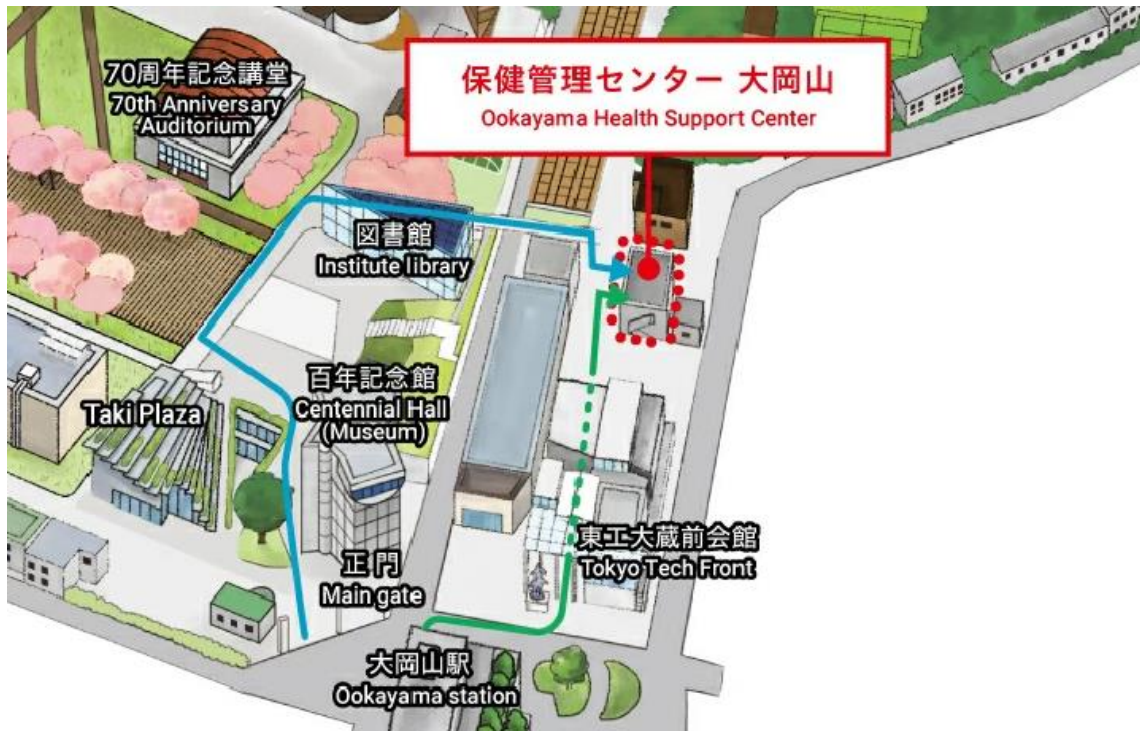 70周年記念講堂
70th Anniversary
Auditorium
保健管理センター 大岡山
Ookayama Health Support Center
図書館
Institute library
百年記念館
Centennial Hall
(Museum)
Taki Plaza
東工大蔵前会館
Tokyo Tech Front
正門
Main gate
大岡山駅
Ookayama station